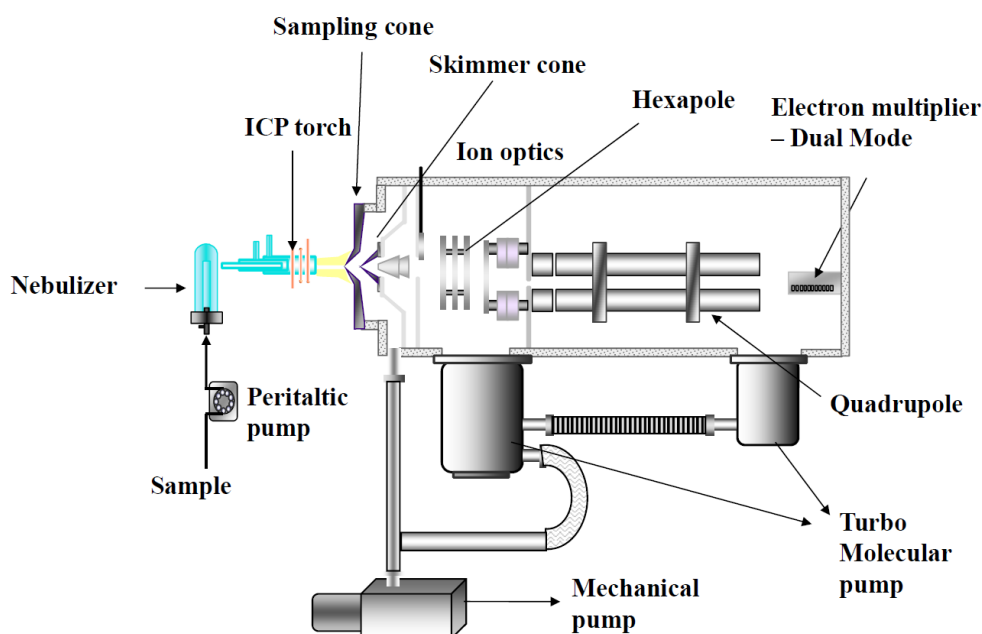 Sampling cone
Skimmer cone
Hexapole
Electron multiplier
– Dual Mode
ICP torch
Ion optics
Nebulizer
Peritaltic
pump
Quadrupole
Sample
Turbo
Molecular
pump
Mechanical
pump